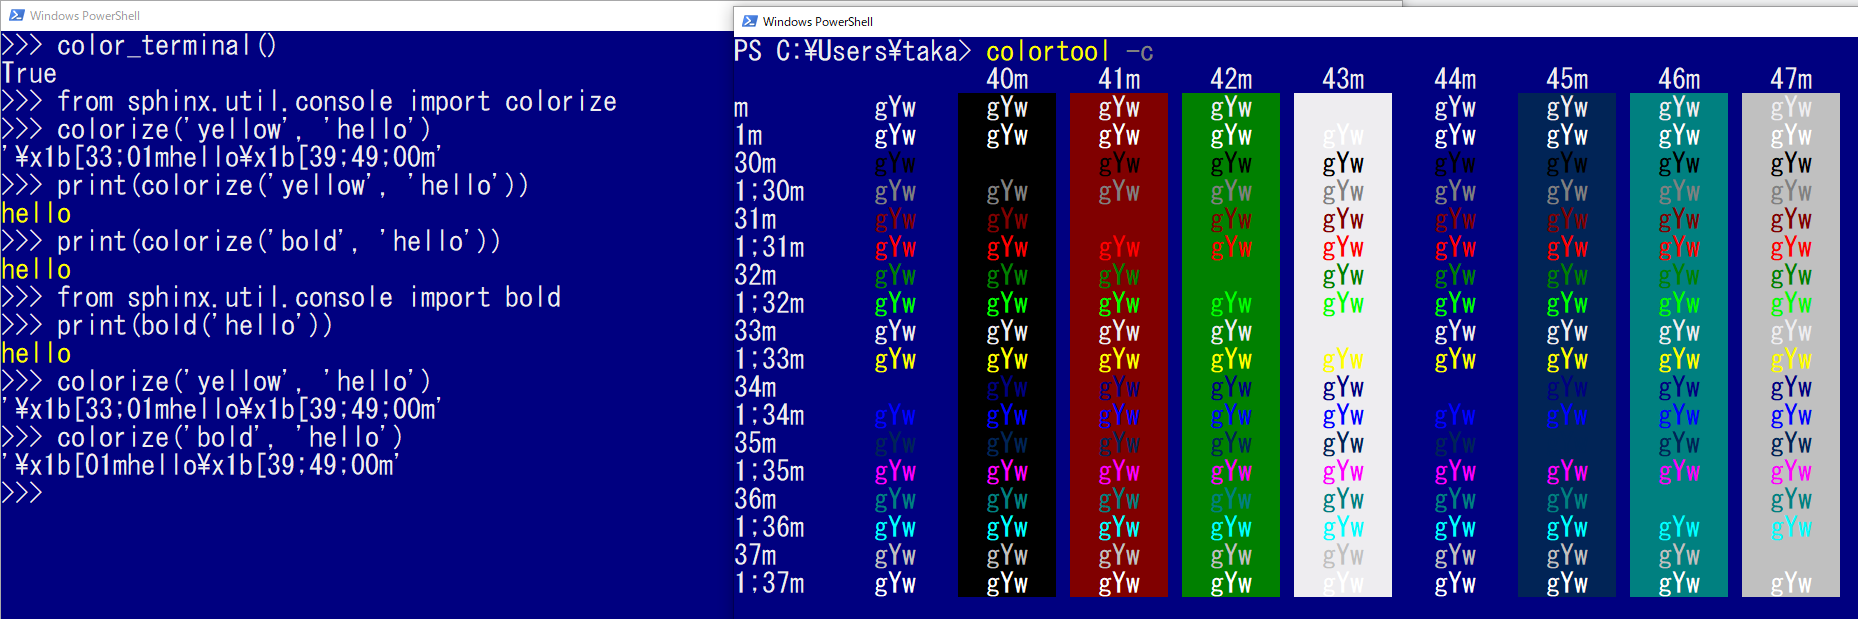 Windows PowerShell
>>> color_terminal()
True
>>> from sphinx.util.console import colorize
>>> colorize('yellow', 'hello')
'¥x1b[33;01mhello¥x1b[39;49;00m'
>>> print(colorize('yellow', 'hello'))
hello
>>> print(colorize('bold', 'hello'))
hello
>>> from sphinx.util.console import bold
>>> print(bold('hello'))
hello
>>> colorize('yellow', 'hello')
'¥x1b[33;01mhello¥x1b[39;49;00m'
>>> colorize('bold', 'hello')
'¥x1b[01mhello¥x1b[39;49;00m'
>>>
Windows PowerShell
PS C:¥Users¥taka> colortool -c
40m 41m 42m 43m 44m 45m 46m 47m
m gYw gYw gYw gYw gYw gYw gYw gYw
1m gYw gYw gYw gYw gYw gYw gYw gYw gYw
30m gYw gYw gYw gYw gYw gYw gYw gYw
1;30m gYw gYw gYw gYw gYw gYw gYw gYw gYw
31m gYw gYw gYw gYw gYw gYw gYw gYw
1;31m gYw gYw gYw gYw gYw gYw gYw gYw gYw
32m gYw gYw gYw gYw gYw gYw gYw gYw
1;32m gYw gYw gYw gYw gYw gYw gYw gYw gYw
33m gYw gYw gYw gYw gYw gYw gYw gYw
1;33m gYw gYw gYw gYw gYw gYw gYw gYw gYw
34m gYw gYw gYw gYw gYw gYw gYw
1;34m gYw gYw gYw gYw gYw gYw gYw gYw gYw
35m gYw gYw gYw gYw gYw gYw gYw gYw
1;35m gYw gYw gYw gYw gYw gYw gYw gYw gYw
36m gYw gYw gYw gYw gYw gYw gYw gYw
1;36m gYw gYw gYw gYw gYw gYw gYw gYw gYw
37m gYw gYw gYw gYw gYw gYw gYw gYw
1;37m gYw gYw gYw gYw gYw gYw gYw gYw gYw